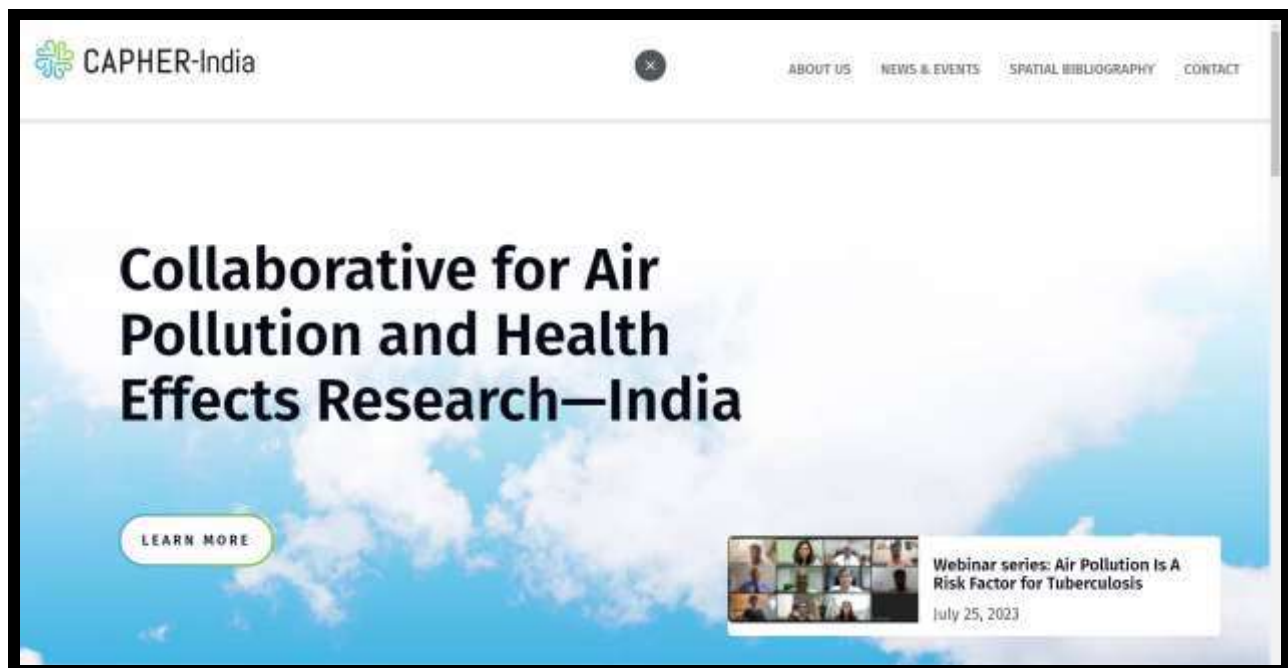 CAPHER-India
ABOUT US
NEWS & EVENTS
SPATIAL BIBLIOGRAPHY
CONTACT
Collaborative for Air
Pollution and Health
Effects Research—India
LEARN MORE
Webinar series: Air Pollution Is A
Risk Factor for Tuberculosis
July 25, 2023